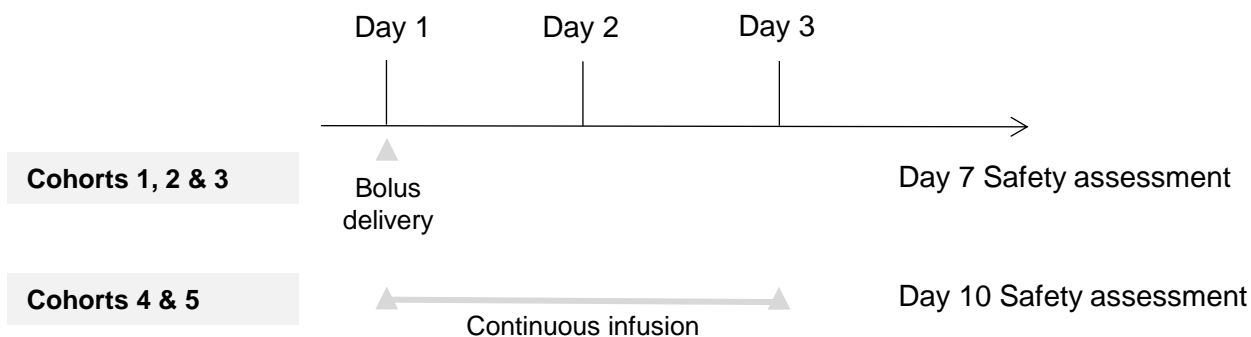 Day 1
Day 2
Day 3
Cohorts 1, 2 & 3
Bolus
delivery
Day 7 Safety assessment
Cohorts 4 & 5
Continuous infusion
Day 10 Safety assessment